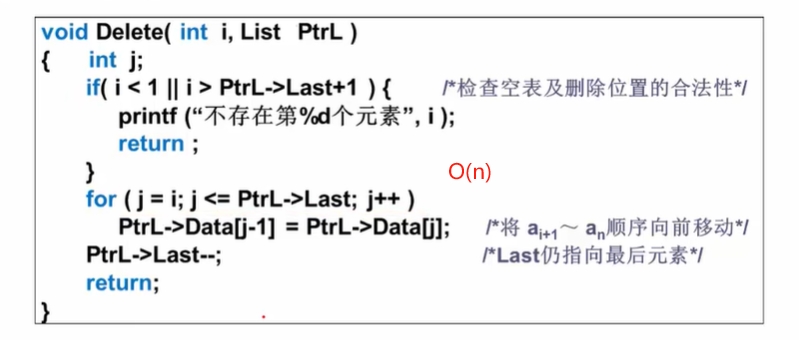 void Delete( int i, List PtrL )
{ int j;
if( i < 1 || i > PtrL->Last+1 ) { /*检查空表及删除位置的合法性*/
printf (“不存在第%d个元素”, i );
return ;
}
O(n)
for ( j = i; j <= PtrL->Last; j++ )
PtrL->Data[j-1] = PtrL->Data[j]; /*将 ai+1～ an顺序向前移动*/
PtrL->Last--; /*Last仍指向最后元素*/
return;
}